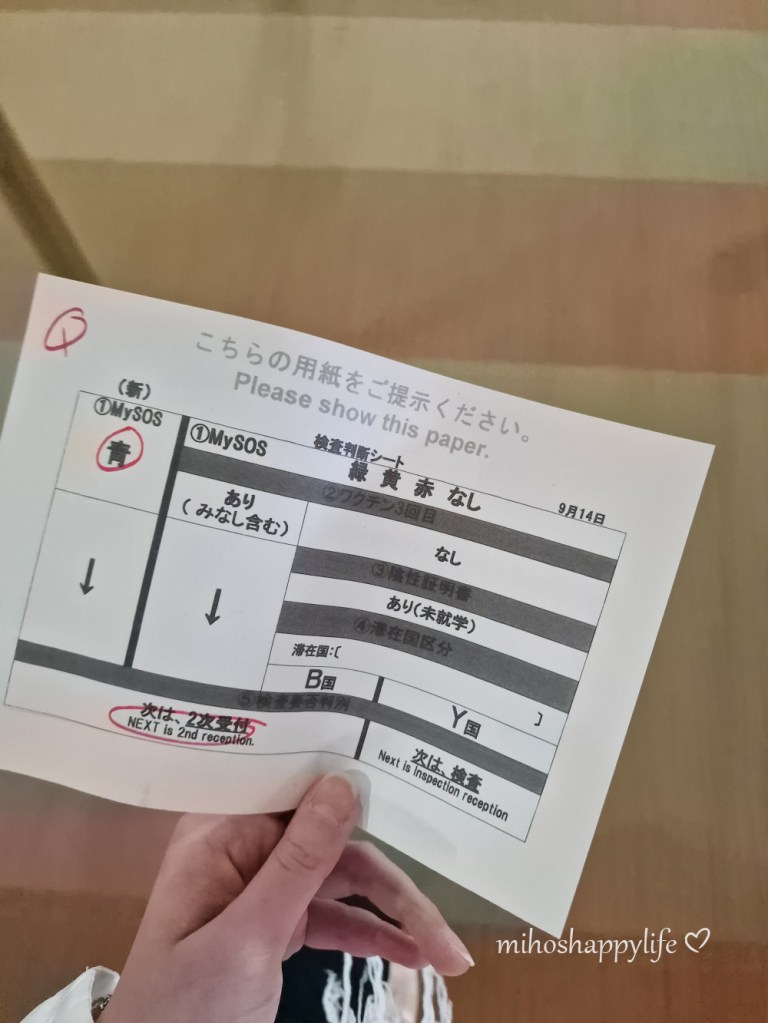 こちらの用紙をご提示ください。
Please show this paper.
(新)
①MySOS
青
①MySOS
検査判断シート
緑 黄 赤 なし
9月14日
②ワクチン3回目
あり
(みなし含む)
なし
③陰性証明書
↓
↓
あり(未就学)
④滞在国区分
滞在国:〔
〕
B国
Y国
⑤検査要否判別
次は、2次受付
NEXT is 2nd reception.
次は、検査
Next is inspection reception
mihoshappylife♡